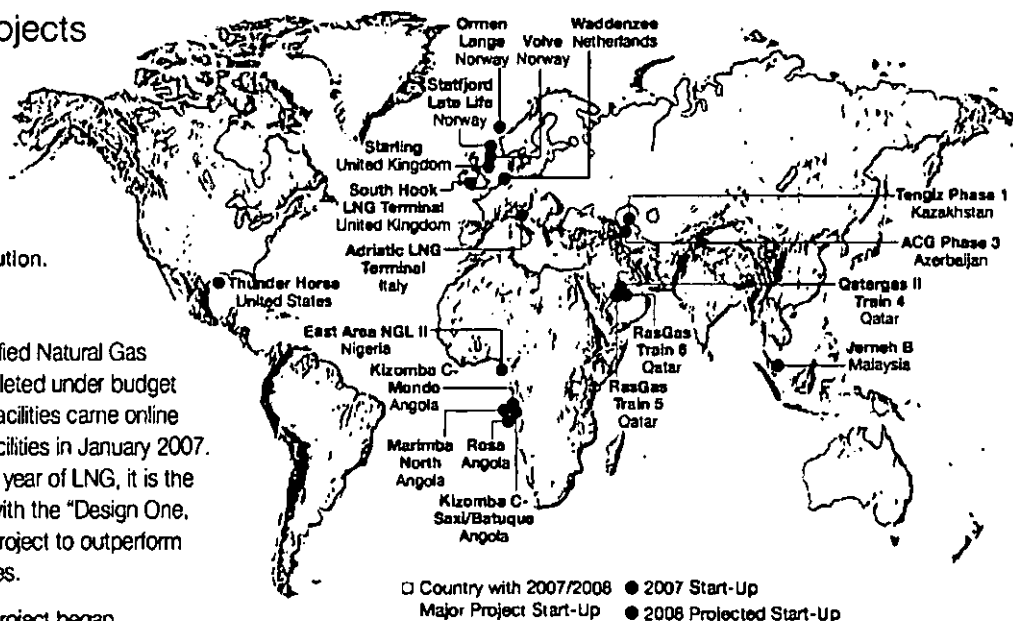 ojects
ution.
fied Natural Gas
leted under budget
acilities came online
cilities in January 2007.
year of LNG, it is the
with the "Design One,
roject to outperform
es.
project began
Ormen
Lange
Norway
Volve
Norway
Waddenzee
Netherlands
Statfjord
Late Life
Norway
Starling
United Kingdom
South Hook
LNG Terminal
United Kingdom
Adriatic LNG
Terminal
Italy
Thunder Horse
United States
East Area NGL II
Nigeria
Kizomba C-
Mondo
Angola
Marimba
North
Angola
Rosa
Angola
Kizomba C-
Saxi/Batuque
Angola
Tengiz Phase 1
Kazakhstan
ACG Phase 3
Azerbaijan
Qatargas II
Train 4
Qatar
RasGas
Train 6
Qatar
RasGas
Train 5
Qatar
Jerneh B
Malaysia
Country with 2007/2008
Major Project Start-Up
2007 Start-Up
2008 Projected Start-Up